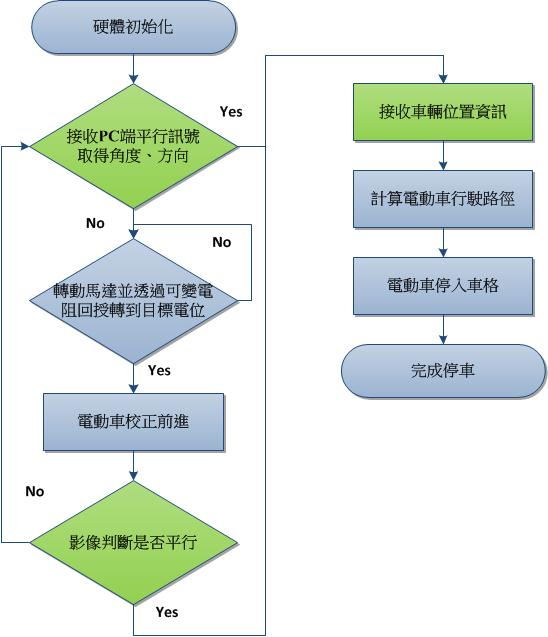 硬體初始化
接收PC端平行訊號
取得角度、方向
Yes
No
No
轉動馬達並透過可變電
阻回授轉到目標電位
Yes
電動車校正前進
No
影像判斷是否平行
Yes
接收車輛位置資訊
計算電動車行駛路徑
電動車停入車格
完成停車